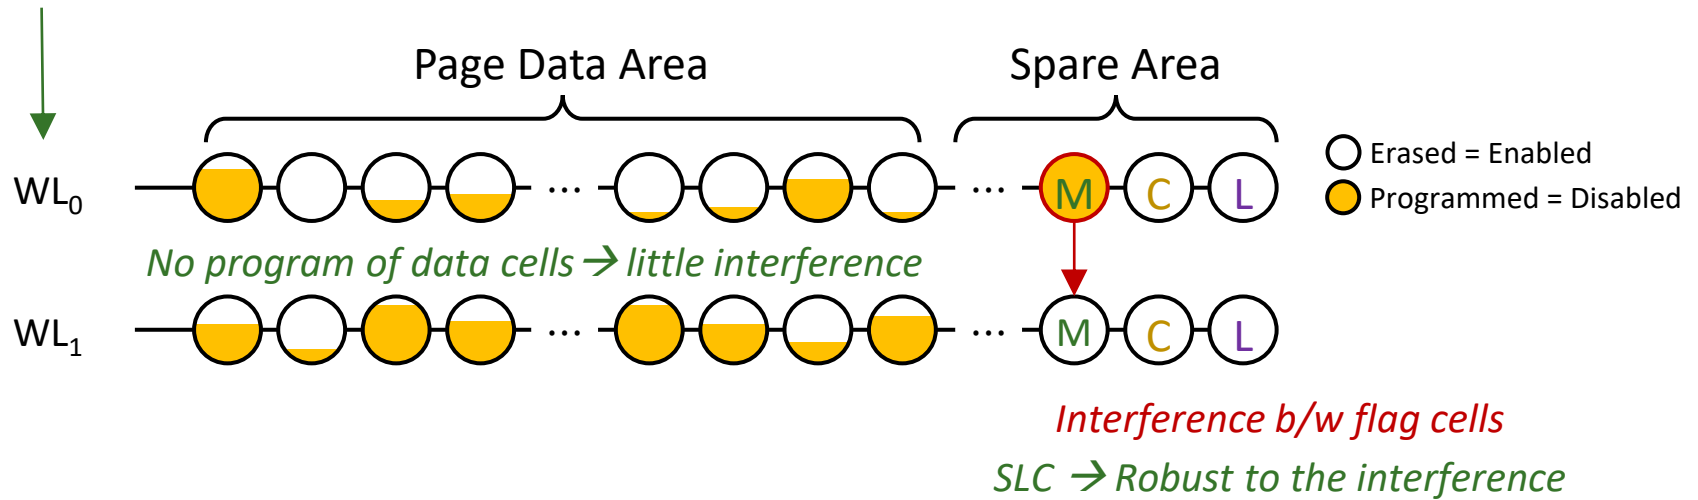 Page Data Area
Spare Area
WL0 ... ... M C L
Erased = Enabled
Programmed = Disabled
No program of data cells → little interference
WL1 ... ... M C L
Interference b/w flag cells
SLC → Robust to the interference